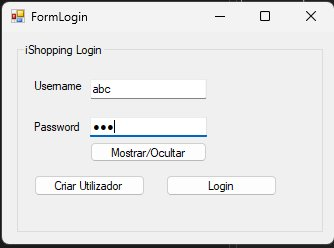 FormLogin
iShopping Login
Username abc
Password ●●●
Mostrar/Ocultar
Criar Utilizador Login